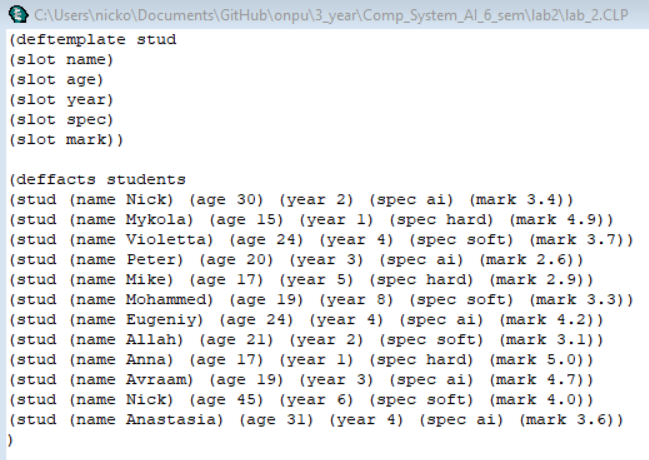 C:\Users\nicko\Documents\GitHub\onpu\3_year\Comp_System_AI_6_sem\lab2\lab_2.CLP
(deftemplate stud
(slot name)
(slot age)
(slot year)
(slot spec)
(slot mark))
(deffacts students
(stud (name Nick) (age 30) (year 2) (spec ai) (mark 3.4))
(stud (name Mykola) (age 15) (year 1) (spec hard) (mark 4.9))
(stud (name Violetta) (age 24) (year 4) (spec soft) (mark 3.7))
(stud (name Peter) (age 20) (year 3) (spec ai) (mark 2.6))
(stud (name Mike) (age 17) (year 5) (spec hard) (mark 2.9))
(stud (name Mohammed) (age 19) (year 8) (spec soft) (mark 3.3))
(stud (name Eugeniy) (age 24) (year 4) (spec ai) (mark 4.2))
(stud (name Allah) (age 21) (year 2) (spec soft) (mark 3.1))
(stud (name Anna) (age 17) (year 1) (spec hard) (mark 5.0))
(stud (name Avraam) (age 19) (year 3) (spec ai) (mark 4.7))
(stud (name Nick) (age 45) (year 6) (spec soft) (mark 4.0))
(stud (name Anastasia) (age 31) (year 4) (spec ai) (mark 3.6))
)